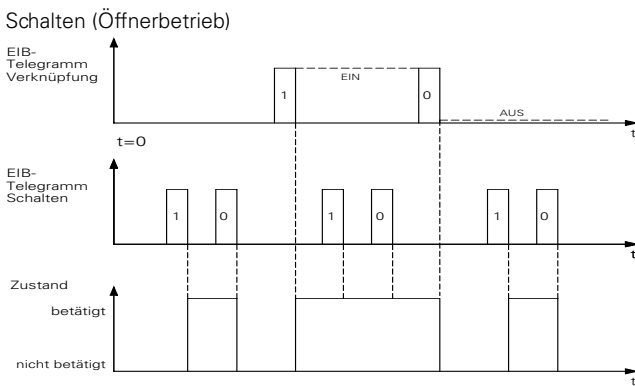 Schalten (Öffnerbetrieb)
EIB-
Telegramm
Verknüpfung
1
EIN
0
AUS
t
t=0
EIB-
Telegramm
Schalten
1
0
1
0
1
0
t
Zustand
betätigt
nicht betätigt
t